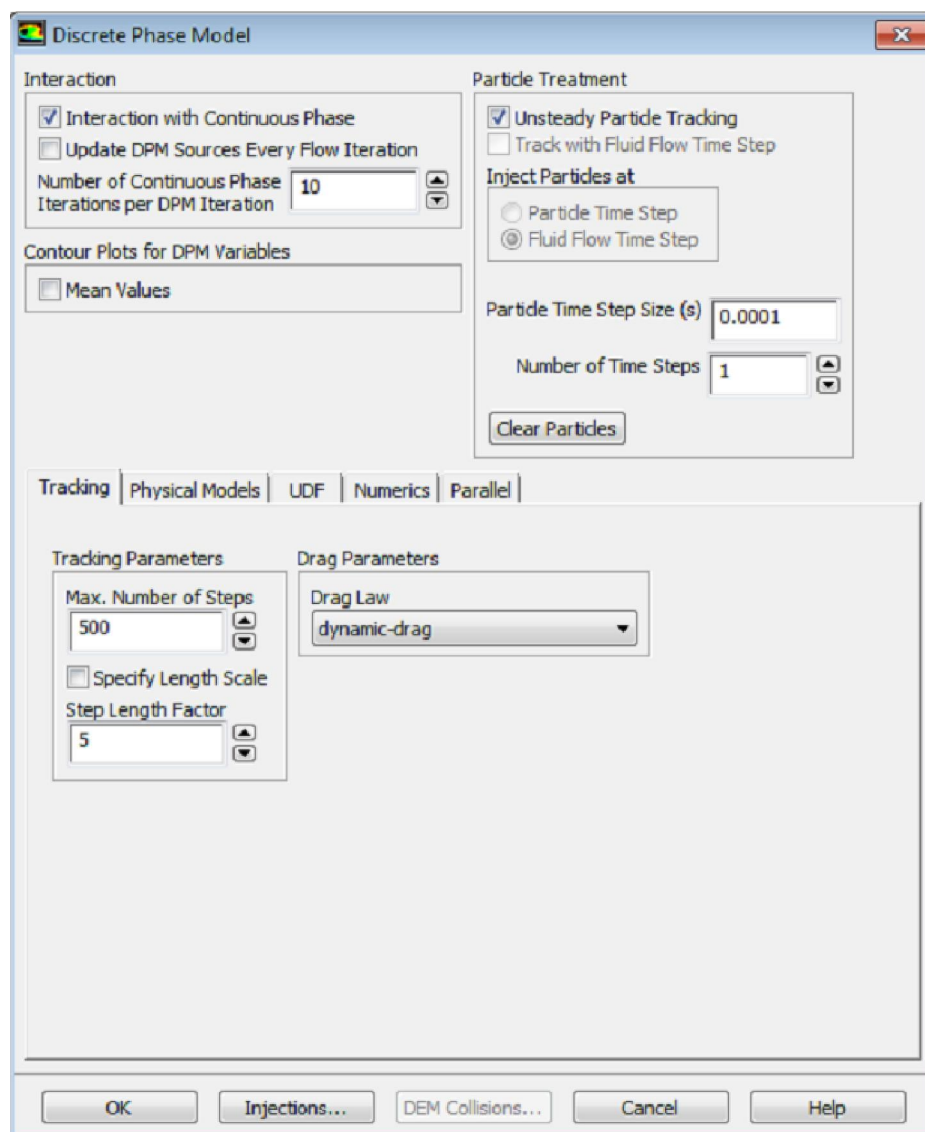 Discrete Phase Model
Interaction
Interaction with Continuous Phase
Update DPM Sources Every Flow Iteration
Number of Continuous Phase
Iterations per DPM Iteration
10
Contour Plots for DPM Variables
Mean Values
Particle Treatment
Unsteady Particle Tracking
Track with Fluid Flow Time Step
Inject Particles at
Particle Time Step
Fluid Flow Time Step
Particle Time Step Size (s)
0.0001
Number of Time Steps
1
Clear Particles
Tracking Physical Models UDF Numerics Parallel
Tracking Parameters
Max. Number of Steps
500
Specify Length Scale
Step Length Factor
5
Drag Parameters
Drag Law
dynamic-drag
OK Injections... DEM Collisions... Cancel Help